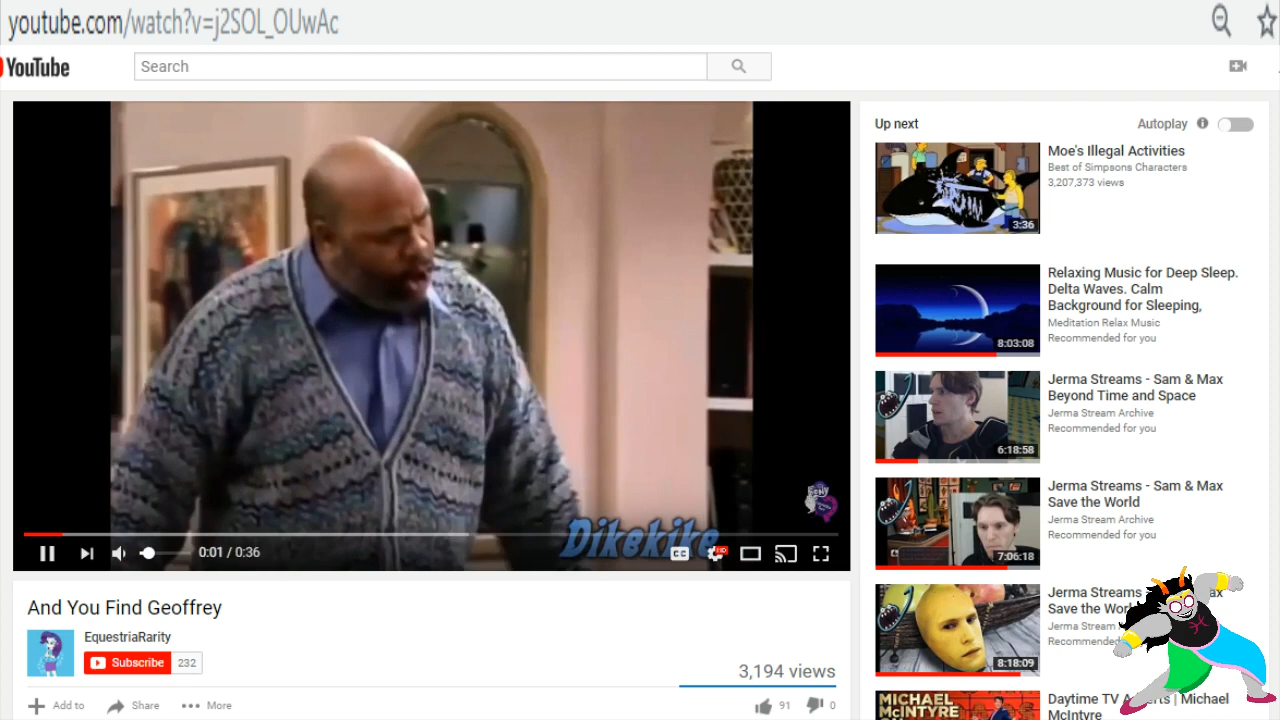 youtube.com/watch?v=j2SOL_OUwAc
YouTube
Search
Up next
Autoplay
Moe's Illegal Activities
Best of Simpsons Characters
3,207,373 views
3:36
Relaxing Music for Deep Sleep.
Delta Waves. Calm
Background for Sleeping,
Meditation Relax Music
Recommended for you
8:03:08
Jerma Streams - Sam & Max
Beyond Time and Space
Jerma Stream Archive
Recommended for you
6:18:58
Jerma Streams - Sam & Max
Save the World
Jerma Stream Archive
Recommended for you
7:06:18
Jerma Streams
Save the
Jerma Stream
Recommended
8:18:09
MICHAEL
McINTYRE
Daytime TV
Michael
McIntyre
Dikekike
0:01 / 0:36
CC
HD
And You Find Geoffrey
EquestriaRarity
Subscribe
232
3,194 views
Add to
Share
More
91
0